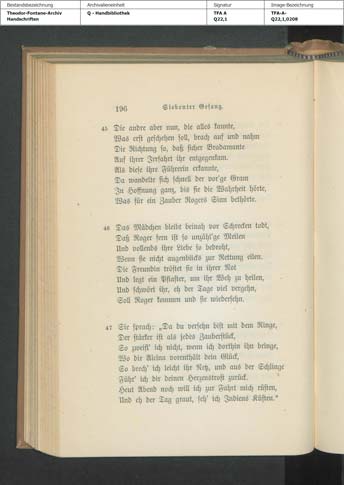 Bestandsbezeichnung
Archivalieneinheit
Signatur
Image-Bezeichnung
Theodor-Fontane-Archiv
Handschriften
Q - Handbibliothek
TFA A
Q22,1
TFA-A-
Q22,1,0208
196 Siebenter Gesang.
45 Die andre aber nun, die alles kannte,
Was erst geschehen soll, brach auf und nahm
Die Richtung so, daß sicher Bradamante
Auf ihrer Irrfahrt ihr entgegenkam.
Als diese ihre Führerin erkannte,
Da wandelte sich schnell der vor'ge Gram
In Hoffnung ganz, bis sie die Wahrheit hörte,
Was für ein Zauber Rogers Sinn bethörte.
46 Das Mädchen bleibt beinah vor Schrecken todt,
Daß Roger fern ist so unzähl'ge Meilen
Und vollends ihre Liebe so bedroht,
Wenn sie nicht augenblicks zur Rettung eilen.
Die Freundin tröstet sie in ihrer Not
Und legt ein Pflaster, um ihr Weh zu heilen,
Und schwört ihr, eh der Tage viel vergehn,
Soll Roger kommen und sie wiedersehn.
47 Sie sprach: „Da du versehn bist mit dem Ringe,
Der stärker ist als jedes Zauberstück,
So zweifl' ich nicht, wenn ich dorthin ihn bringe,
Wo dir Alcina vorenthält dein Glück,
So brech' ich leicht ihr Netz, und aus der Schlinge
Führ' ich dir deinen Herzenstrost zurück.
Heut Abend noch will ich zur Fahrt mich rüsten,
Und eh der Tag graut, seh' ich Indiens Küsten.“